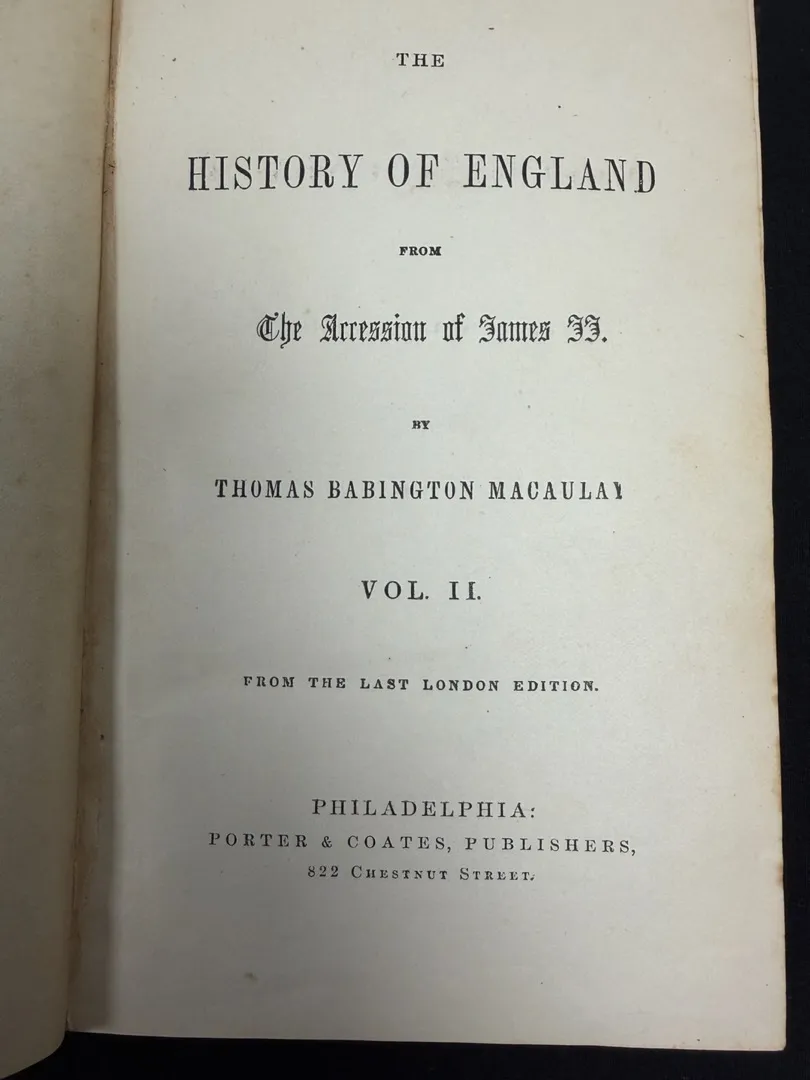 THE
HISTORY OF ENGLAND
FROM
The Accession of James II.
BY
THOMAS BABINGTON MACAULAY
VOL. II.
FROM THE LAST LONDON EDITION.
PHILADELPHIA:
PORTER & COATES, PUBLISHERS,
822 CHESTNUT STREET.